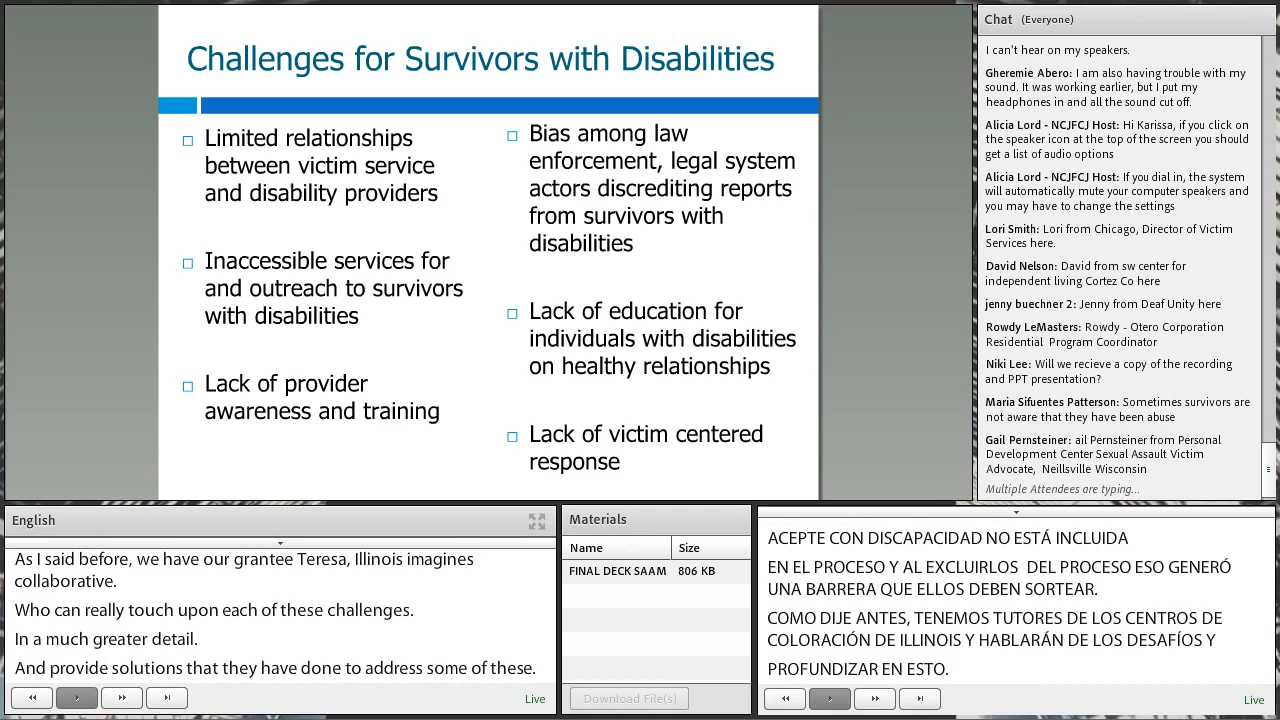 Challenges for Survivors with Disabilities
Limited relationships
between victim service
and disability providers
Inaccessible services for
and outreach to survivors
with disabilities
Lack of provider
awareness and training
Bias among law
enforcement, legal system
actors discrediting reports
from survivors with
disabilities
Lack of education for
individuals with disabilities
on healthy relationships
Lack of victim centered
response
Chat (Everyone)
I can't hear on my speakers.
Gheremie Abero: I am also having trouble with my
sound. It was working earlier, but I put my
headphones in and all the sound cut off.
Alicia Lord - NCJFCJ Host: Hi Karissa, if you click on
the speaker icon at the top of the screen you should
get a list of audio options
Alicia Lord - NCJFCJ Host: If you dial in, the system
will automatically mute your computer speakers and
you may have to change the settings
Lori Smith: Lori from Chicago, Director of Victim
Services here.
David Nelson: David from sw center for
independent living Cortez Co here
jenny buechner 2: Jenny from Deaf Unity here
Rowdy LeMasters: Rowdy - Otero Corporation
Residential Program Coordinator
Niki Lee: Will we recieve a copy of the recording
and PPT presentation?
Maria Sifuentes Patterson: Sometimes survivors are
not aware that they have been abuse
Gail Pernsteiner: ail Pernsteiner from Personal
Development Center Sexual Assault Victim
Advocate, Neillsville Wisconsin
Multiple Attendees are typing...
English
As I said before, we have our grantee Teresa, Illinois imagines
collaborative.
Who can really touch upon each of these challenges.
In a much greater detail.
And provide solutions that they have done to address some of these.
Live
Materials
Name Size
FINAL DECK SAAM 806 KB
Download File(s)
ACEPTE CON DISCAPACIDAD NO ESTÁ INCLUIDA
EN EL PROCESO Y AL EXCLUIRLOS DEL PROCESO ESO GENERÓ
UNA BARRERA QUE ELLOS DEBEN SORTEAR.
COMO DIJE ANTES, TENEMOS TUTORES DE LOS CENTROS DE
COLORACIÓN DE ILLINOIS Y HABLARÁN DE LOS DESAFÍOS Y
PROFUNDIZAR EN ESTO.
Live